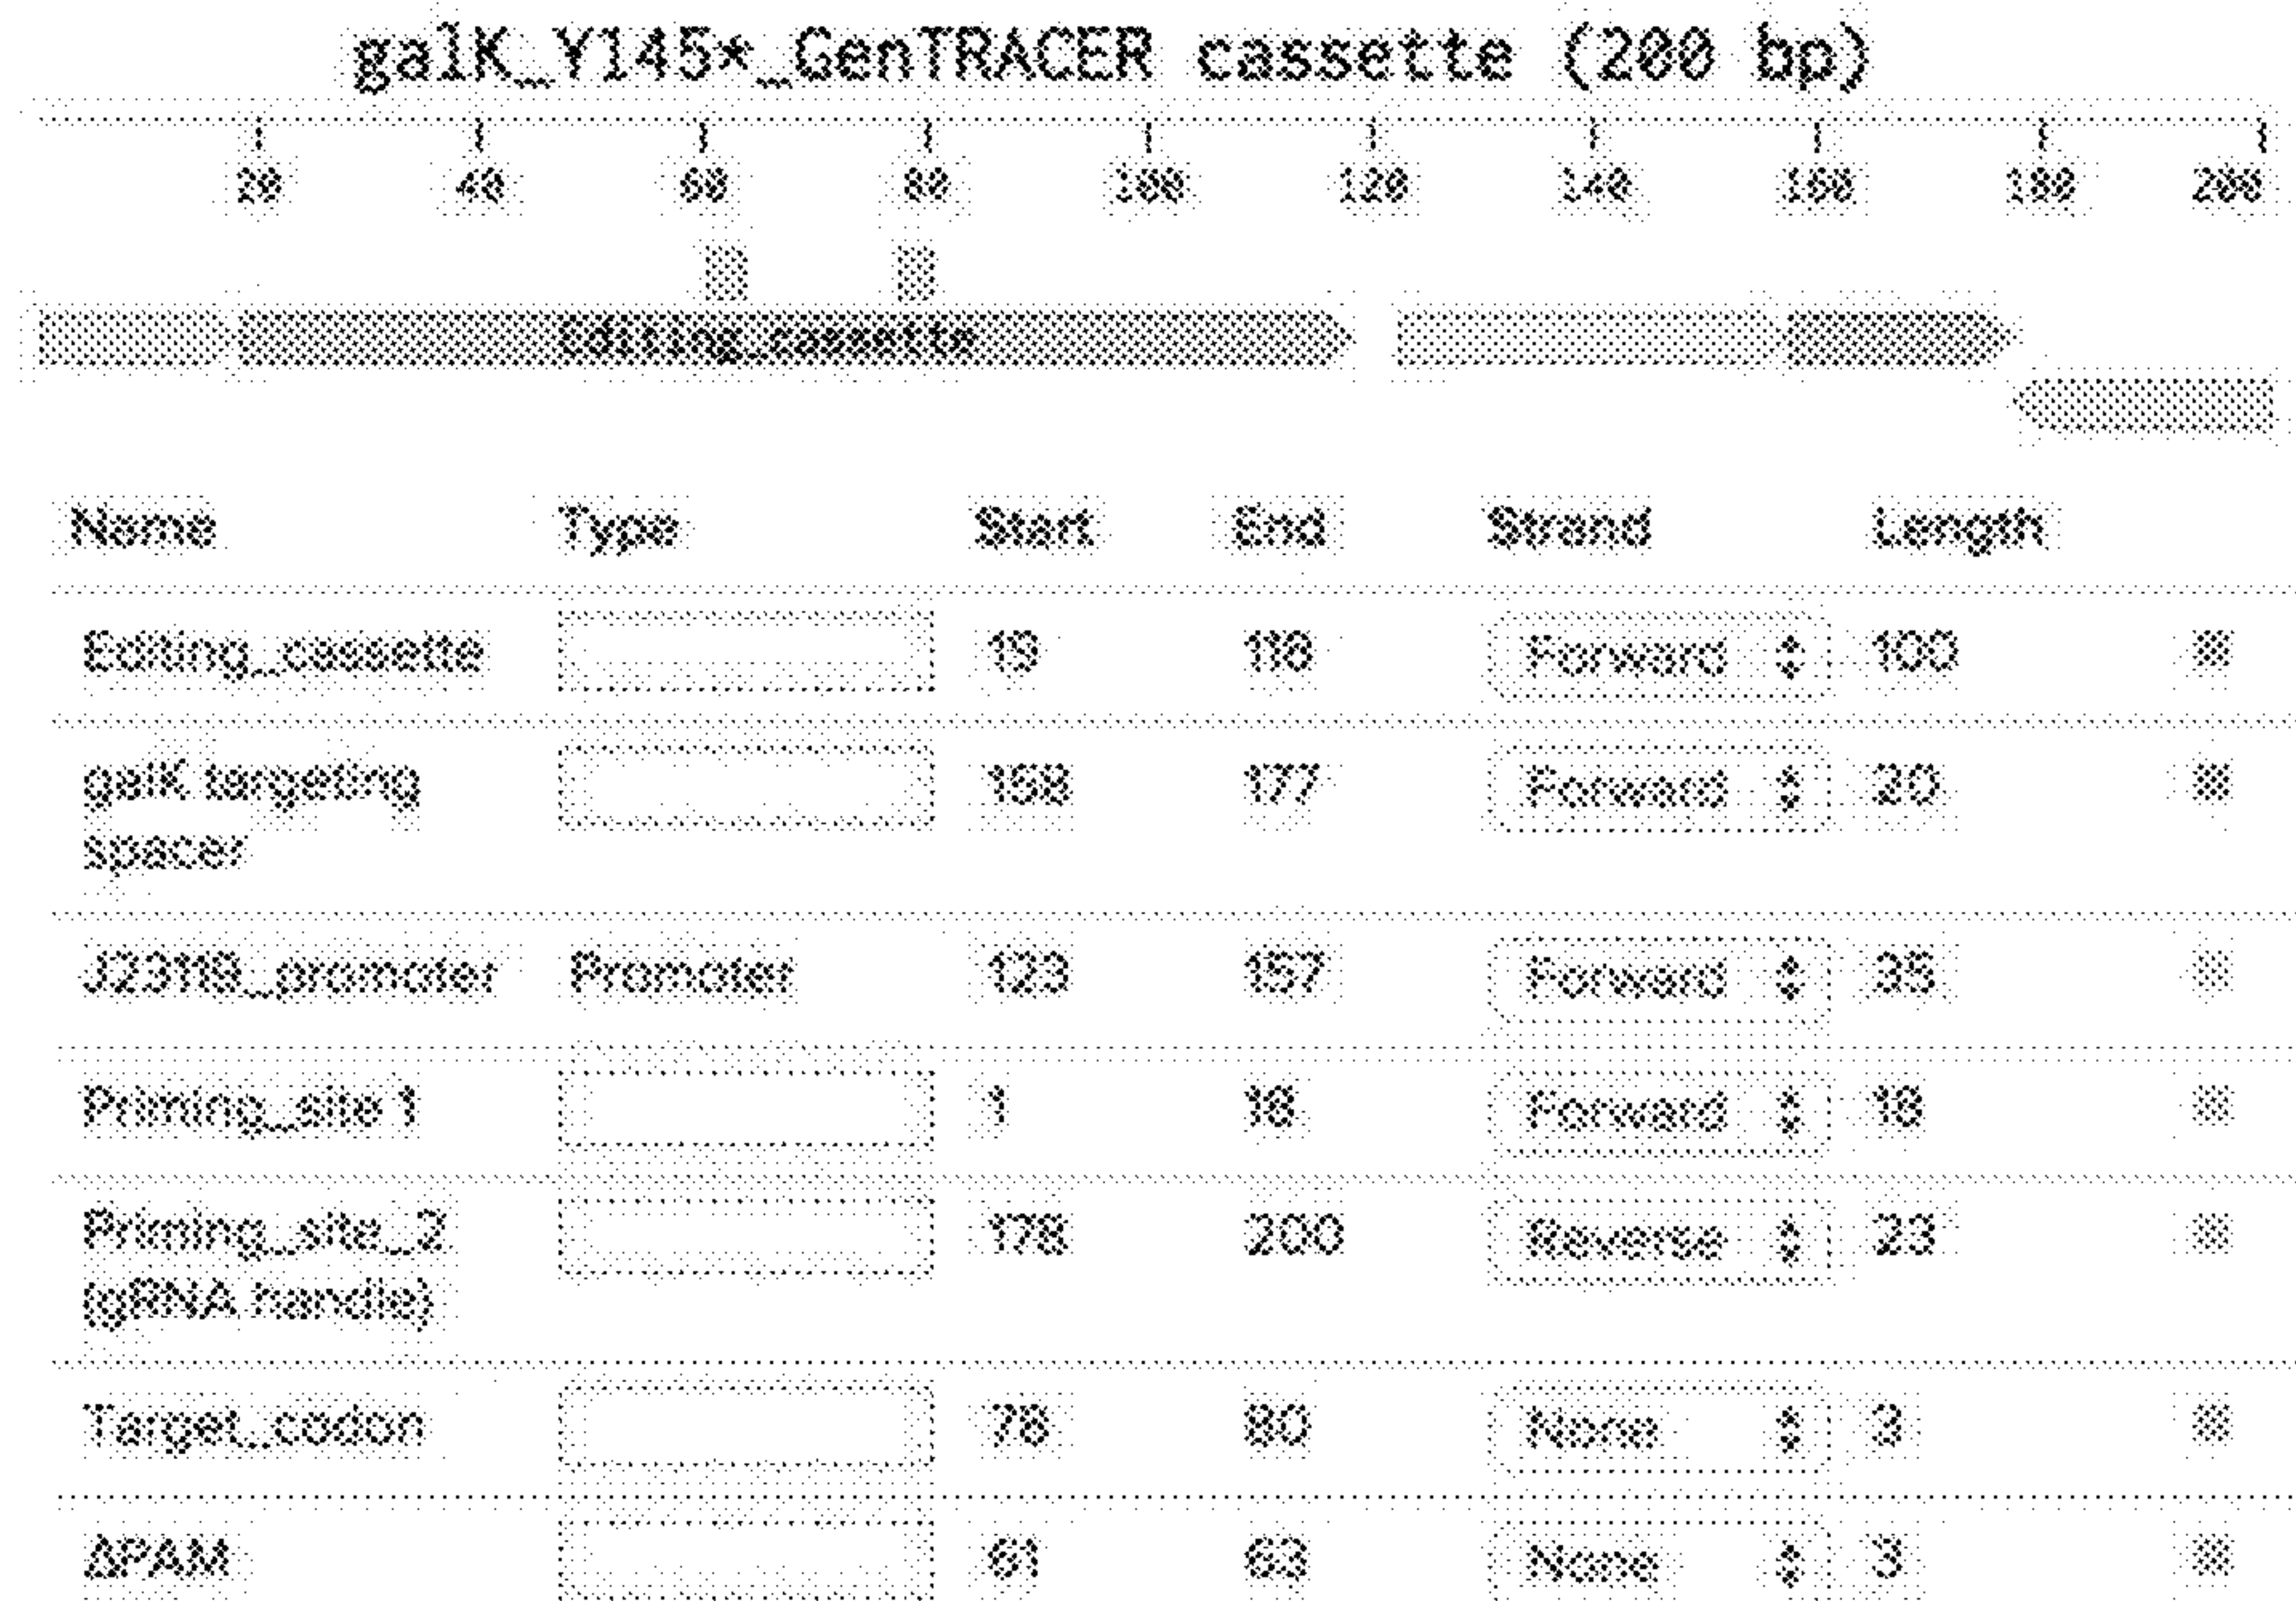 galK_Y145*_GenTRACER cassette (200 bp)
20 40 60 80 100 120 140 160 180 200
Editing_cassette
Name Type Start End Strand Length
Editing_cassette 19 110 Forward 100
galK targeting 158 177 Forward 20
spacer
J23119_promoter Promoter 123 157 Forward 35
Priming_site 1 1 18 Forward 18
Priming_site_2 178 200 Reverse 23
(gRNA handle)
Target_codon 78 80 None 3
ΔPAM 61 63 None 3